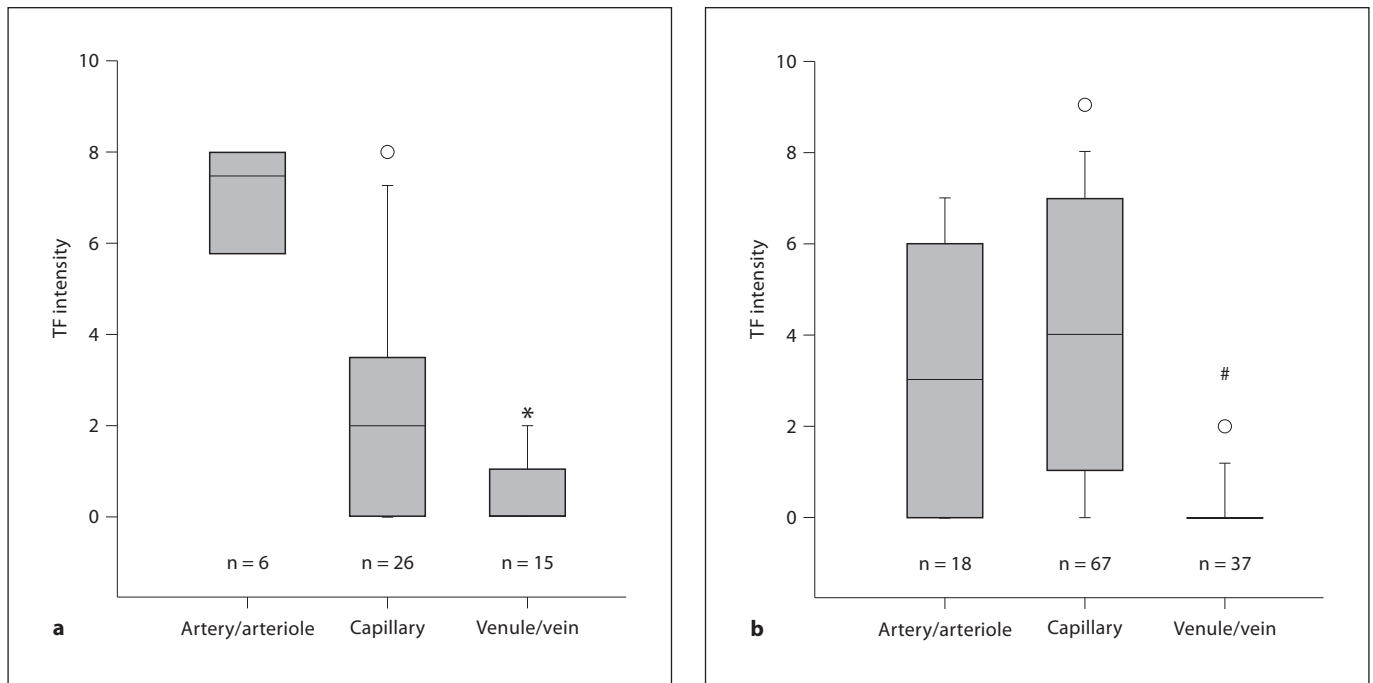 10
8
6
4
2
0
TF intensity
*
n = 6 n = 26 n = 15
Artery/arteriole Capillary Venule/vein
a
10
8
6
4
2
0
TF intensity
#
n = 18 n = 67 n = 37
Artery/arteriole Capillary Venule/vein
b